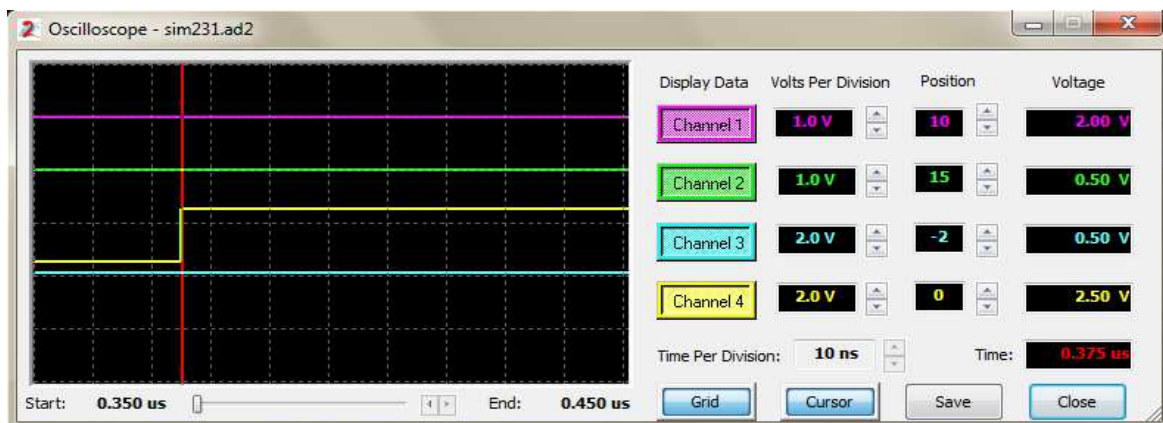 Oscilloscope - sim231.ad2
Display Data Volts Per Division Position Voltage
Channel 1 1.0 V 10 2.00 V
Channel 2 1.0 V 15 0.50 V
Channel 3 2.0 V -2 0.50 V
Channel 4 2.0 V 0 2.50 V
Time Per Division: 10 ns Time: 0.375 us
Start: 0.350 us End: 0.450 us Grid Cursor Save Close